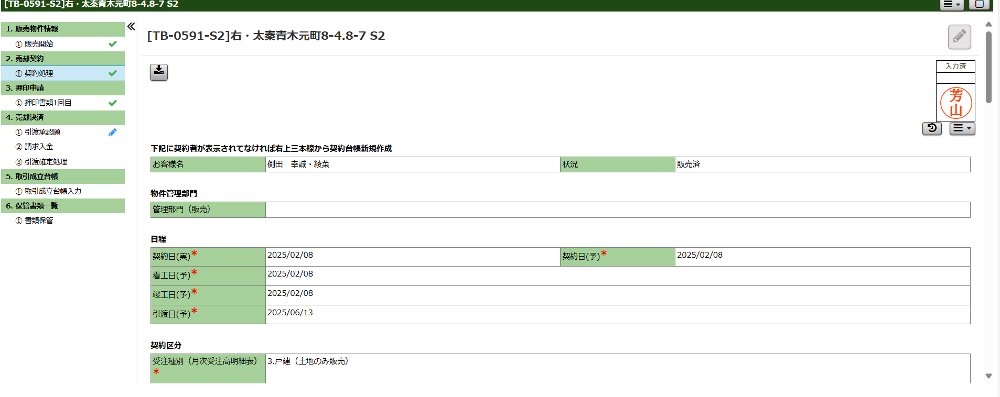 [TB-0591-S2]右・太秦青木元町8-4.8-7 S2
1. 販売物件情報
① 販売開始
2. 売却契約
① 契約処理
3. 押印申請
① 押印書類1回目
4. 売却決済
① 引渡承認願
② 請求入金
③ 引渡確定処理
5. 取引成立台帳
① 取引成立台帳入力
6. 保管書類一覧
① 書類保管
[TB-0591-S2]右・太秦青木元町8-4.8-7 S2
入力済
芳山
下記に契約者が表示されてなければ右上三本線から契約台帳新規作成
お客様名 側田　幸誠・綾菜 状況 販売済
物件管理部門
管理部門（販売）
日程
契約日(実)* 2025/02/08 契約日(予)* 2025/02/08
着工日(予)* 2025/02/08
竣工日(予)* 2025/02/08
引渡日(予)* 2025/06/13
契約区分
受注種別（月次受注高明細表）* 3.戸建（土地のみ販売）